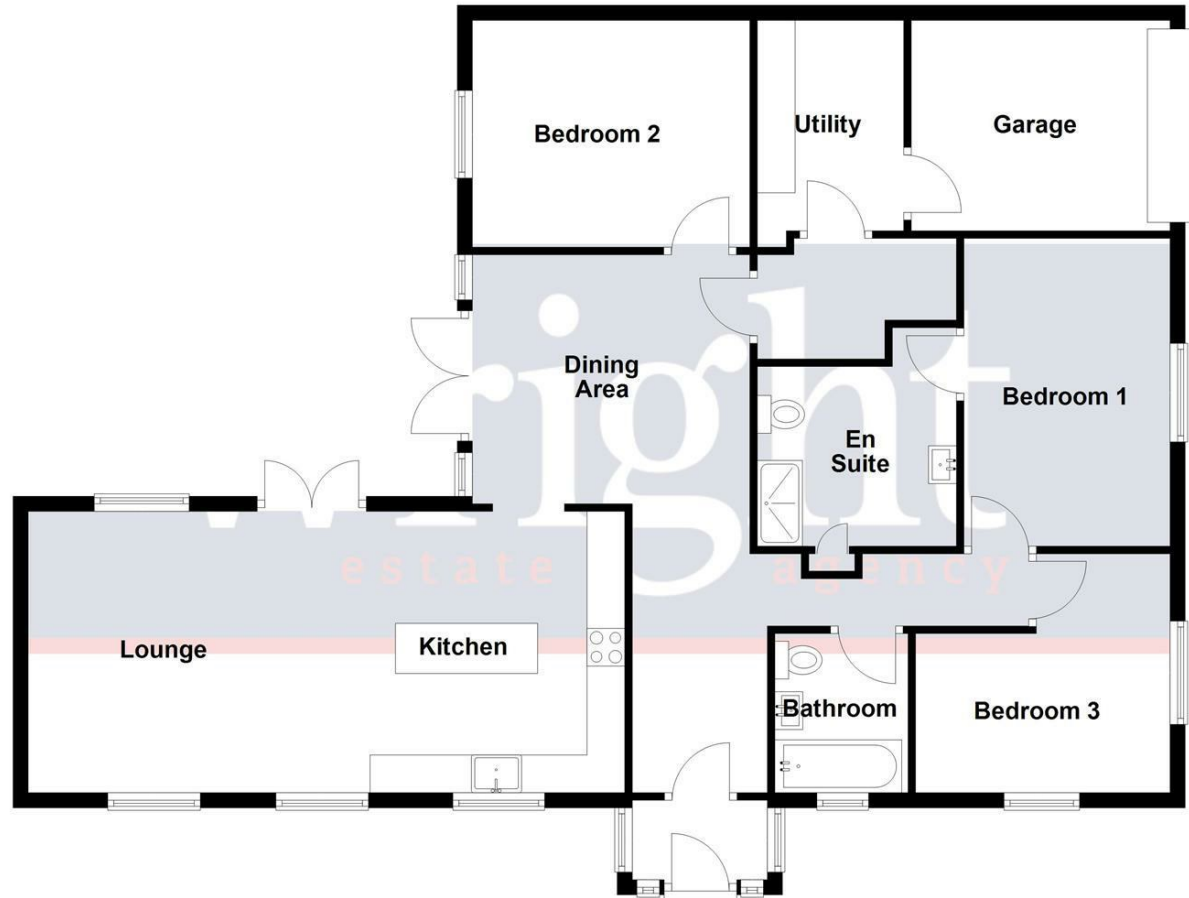 Bedroom 2
Utility
Garage
Dining
Area
Bedroom 1
En
Suite
wright
estate agency
Lounge
Kitchen
Bathroom
Bedroom 3